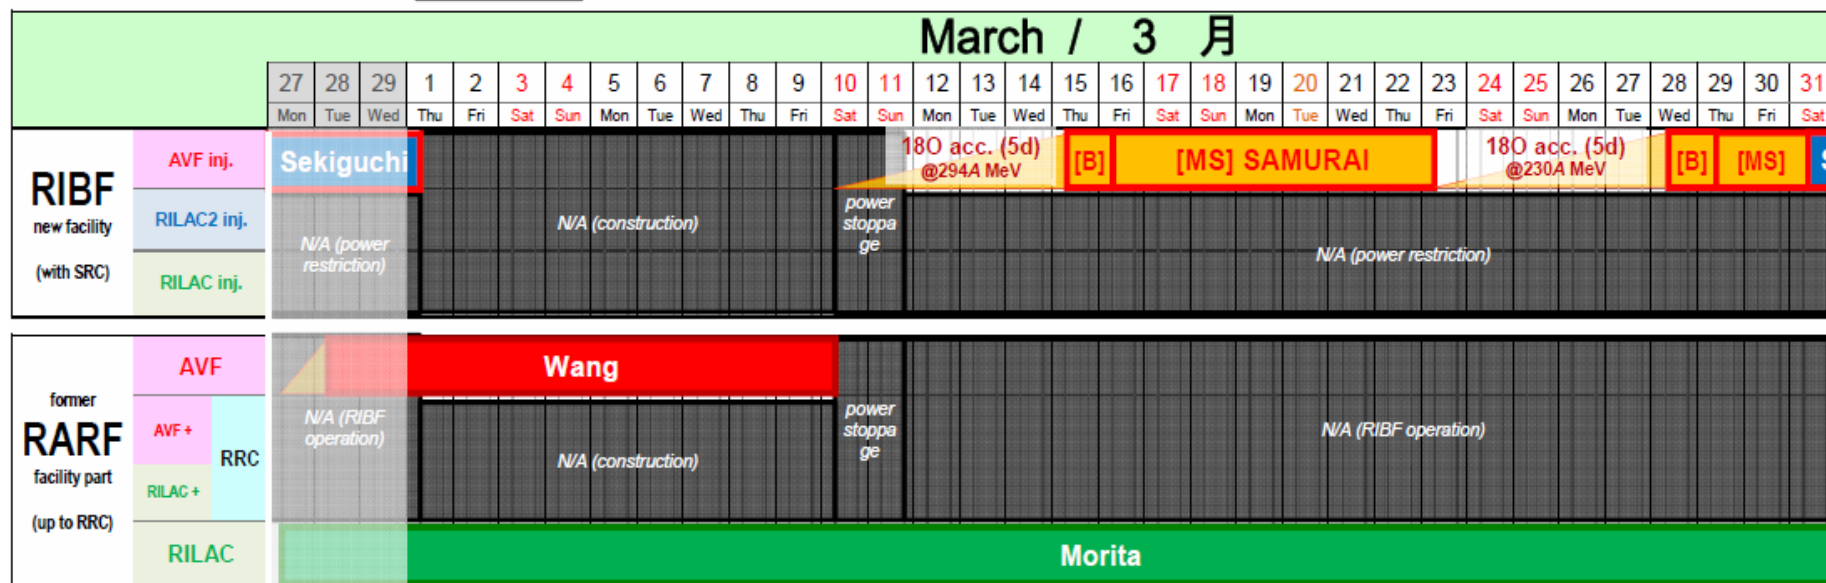 March / 3 月
27 28 29 1 2 3 4 5 6 7 8 9 10 11 12 13 14 15 16 17 18 19 20 21 22 23 24 25 26 27 28 29 30 31
Mon Tue Wed Thu Fri Sat Sun Mon Tue Wed Thu Fri Sat Sun Mon Tue Wed Thu Fri Sat Sun Mon Tue Wed Thu Fri Sat Sun Mon Tue Wed Thu Fri Sat
RIBF
new facility
(with SRC)
AVF inj.
RILAC2 inj.
RILAC inj.
Sekiguchi
18O acc. (5d)
@294A MeV
[B]
[MS] SAMURAI
18O acc. (5d)
@230A MeV
[B]
[MS]
S
N/A (power
restriction)
N/A (construction)
power
stoppa
ge
N/A (power restriction)
former
RARF
facility part
(up to RRC)
AVF
AVF +
RILAC +
RRC
RILAC
Wang
N/A (RIBF
operation)
N/A (construction)
power
stoppa
ge
N/A (RIBF operation)
Morita